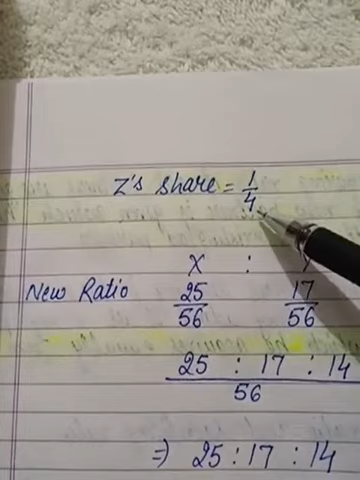 Z's share = 1/4
X :
New Ratio 25/56 17/56
25 : 17 : 14
56
=) 25 : 17 : 14